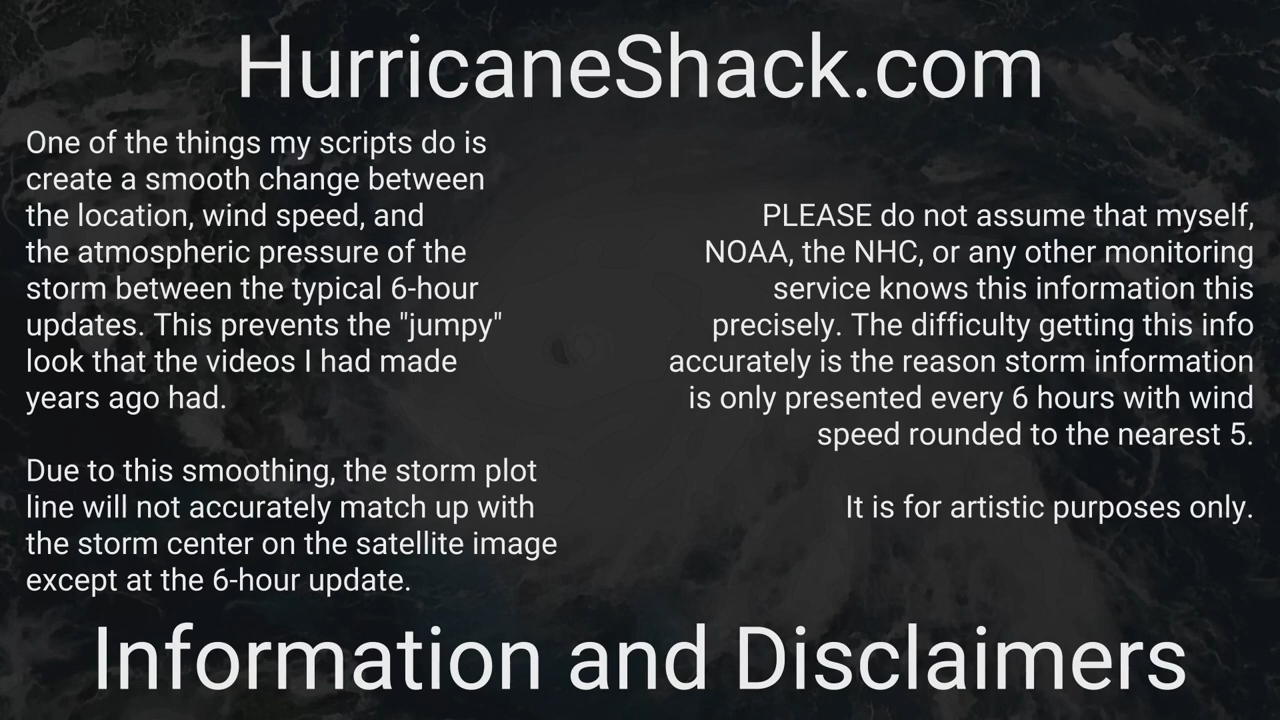 HurricaneShack.com
One of the things my scripts do is
create a smooth change between
the location, wind speed, and
the atmospheric pressure of the
storm between the typical 6-hour
updates. This prevents the "jumpy"
look that the videos I had made
years ago had.
Due to this smoothing, the storm plot
line will not accurately match up with
the storm center on the satellite image
except at the 6-hour update.
PLEASE do not assume that myself,
NOAA, the NHC, or any other monitoring
service knows this information this
precisely. The difficulty getting this info
accurately is the reason storm information
is only presented every 6 hours with wind
speed rounded to the nearest 5.
It is for artistic purposes only.
Information and Disclaimers